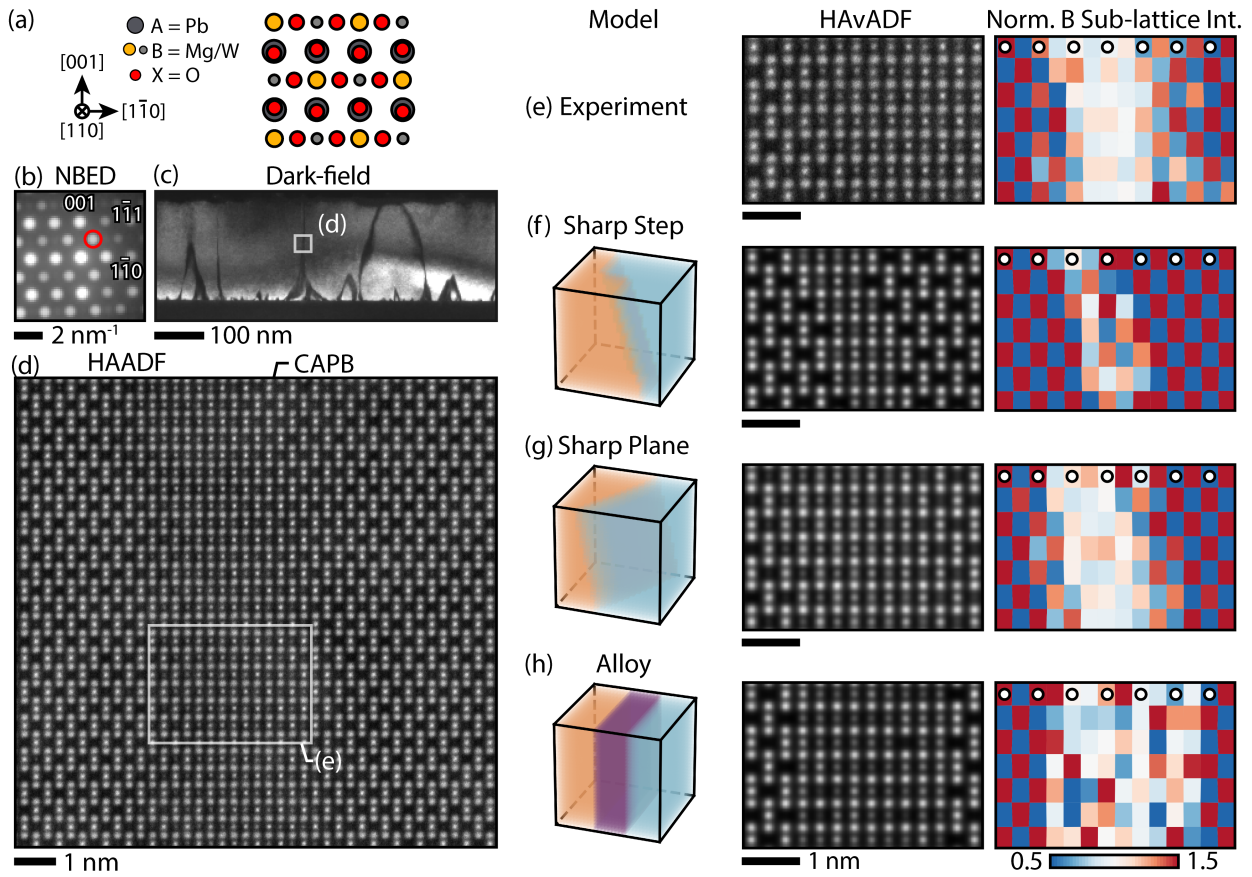 (a)
A = Pb
B = Mg/W
X = O
[001]
[11̄0]
[110]
Model
HAvADF
Norm. B Sub-lattice Int.
(e) Experiment
(b) NBED
001
11̄1
11̄0
2 nm-1
(c) Dark-field
(d)
100 nm
(d) HAADF
CAPB
(e)
1 nm
(f) Sharp Step
(g) Sharp Plane
(h) Alloy
1 nm
0.5
1.5